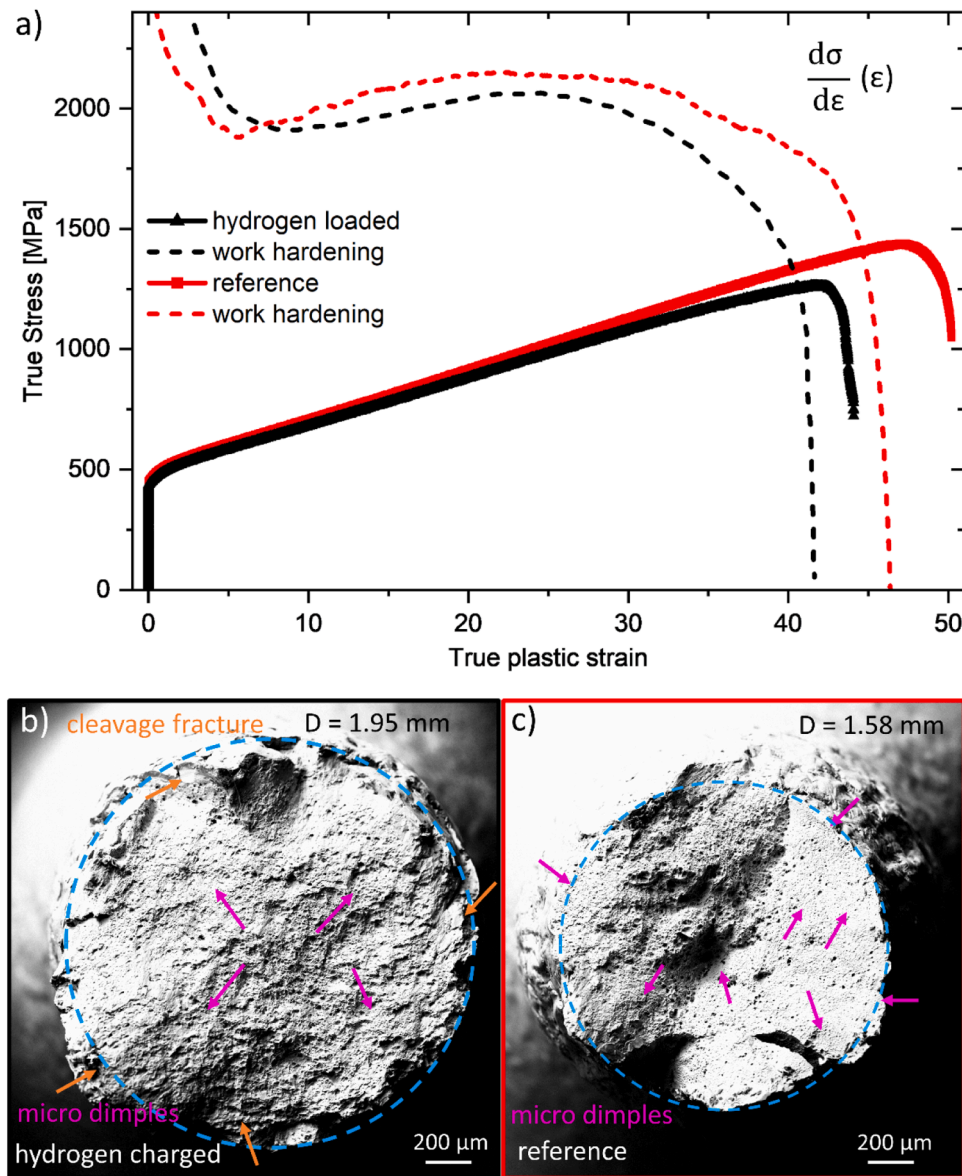 a)
dσ
dε (ε)
2000
1500
1000
500
0
True Stress [MPa]
hydrogen loaded
work hardening
reference
work hardening
0 10 20 30 40 50
True plastic strain
b) cleavage fracture D = 1.95 mm
micro dimples
hydrogen charged 200 µm
c) D = 1.58 mm
micro dimples
reference 200 µm